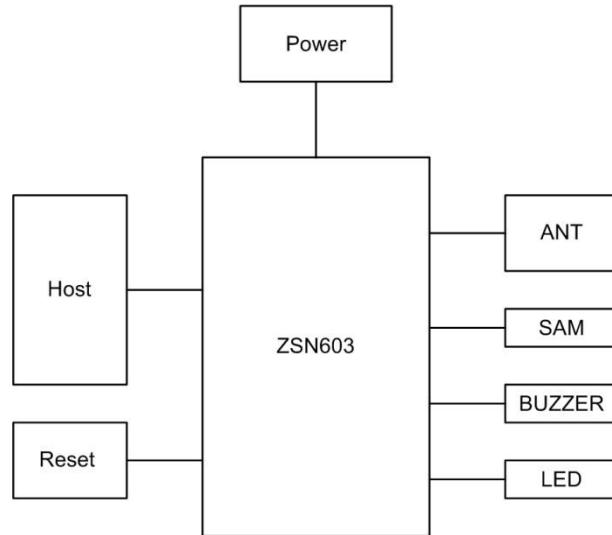 Power
Host
Reset
ZSN603
ANT
SAM
BUZZER
LED